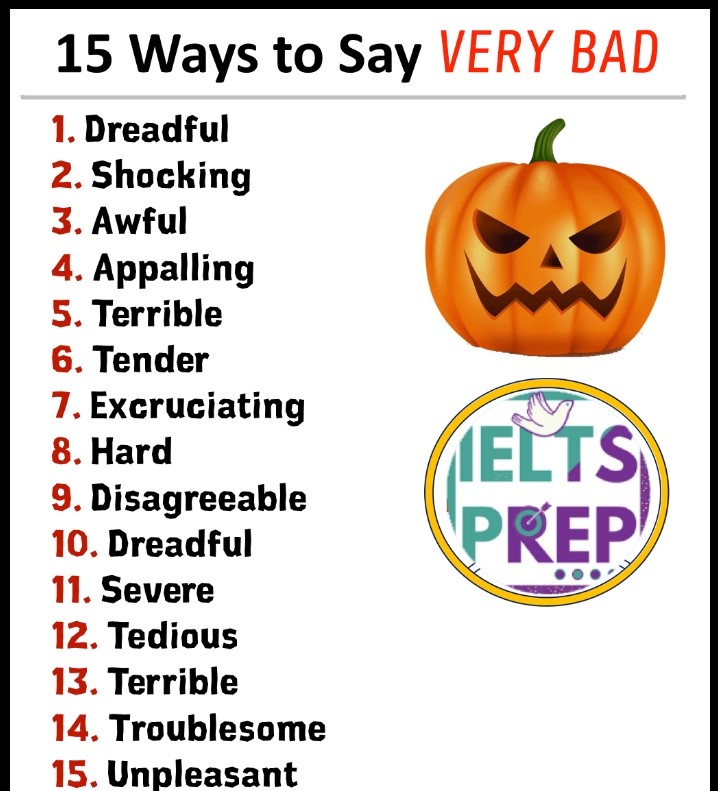 15 Ways to Say VERY BAD
1. Dreadful
2. Shocking
3. Awful
4. Appalling
5. Terrible
6. Tender
7. Excruciating
8. Hard
9. Disagreeable
10. Dreadful
11. Severe
12. Tedious
13. Terrible
14. Troublesome
15. Unpleasant
IELTS
PREP